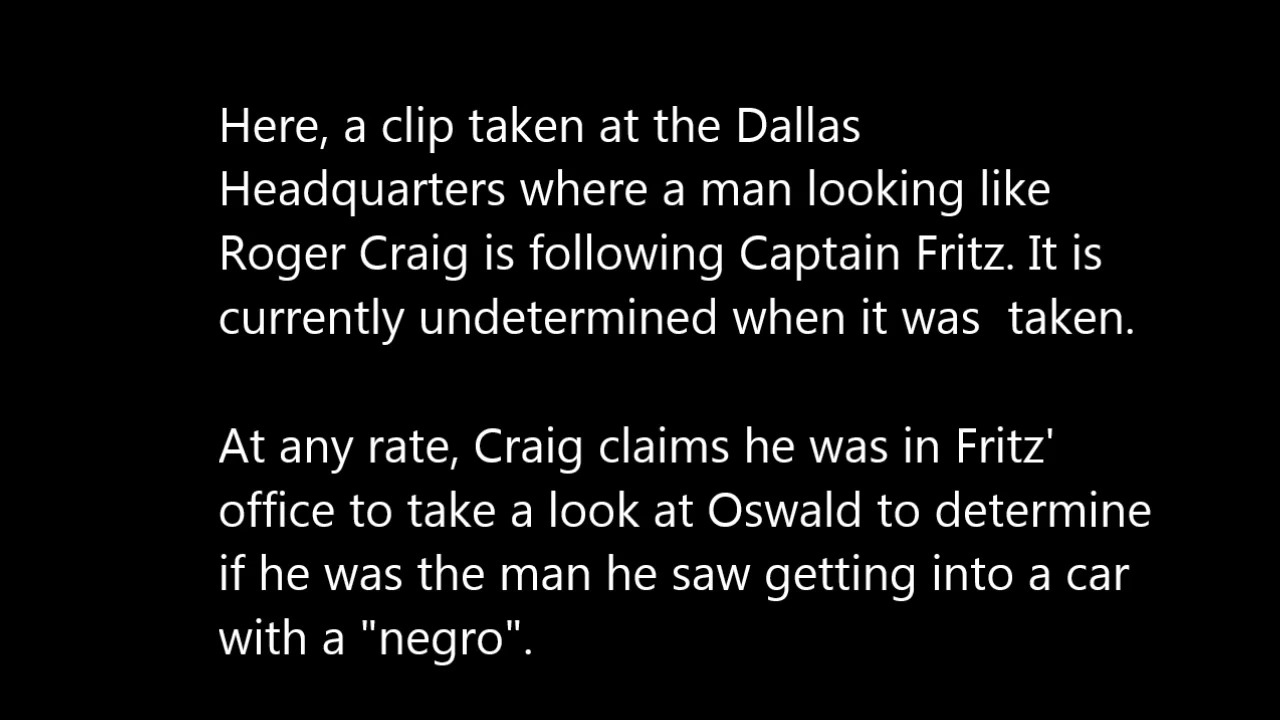 Here, a clip taken at the Dallas
Headquarters where a man looking like
Roger Craig is following Captain Fritz. It is
currently undetermined when it was  taken.
At any rate, Craig claims he was in Fritz'
office to take a look at Oswald to determine
if he was the man he saw getting into a car
with a "negro".